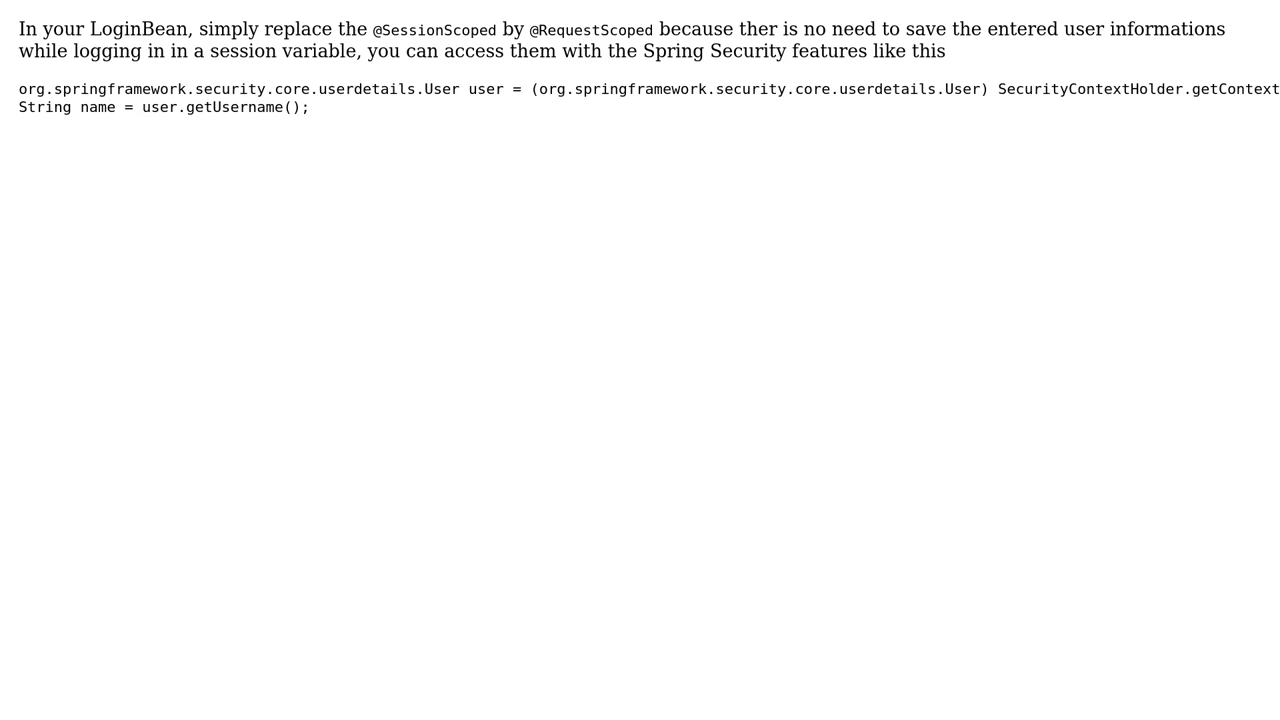 In your LoginBean, simply replace the @SessionScoped by @RequestScoped because ther is no need to save the entered user informations
while logging in in a session variable, you can access them with the Spring Security features like this
org.springframework.security.core.userdetails.User user = (org.springframework.security.core.userdetails.User) SecurityContextHolder.getContext
String name = user.getUsername();